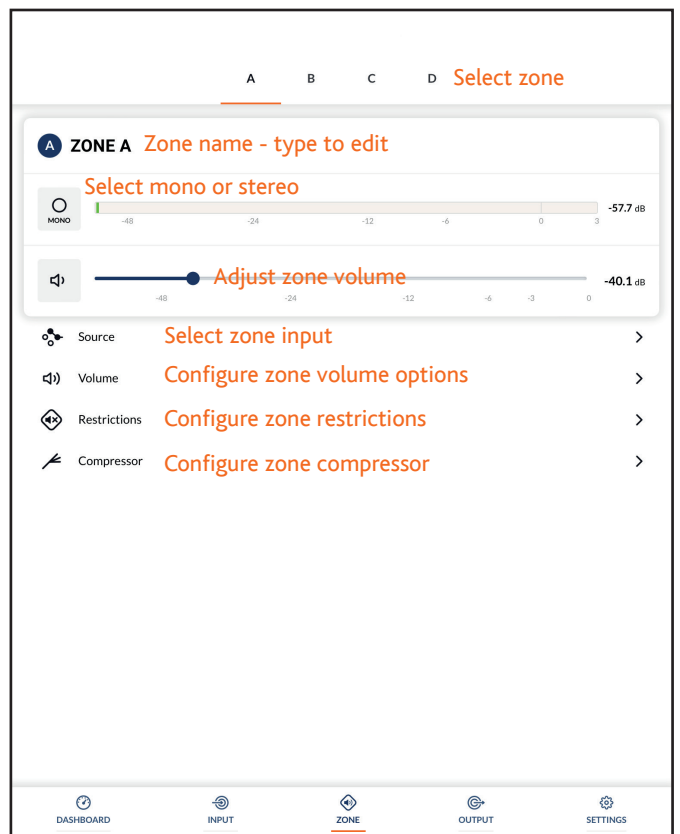 A B C D Select zone
A ZONE A Zone name - type to edit
Select mono or stereo
MONO
-57.7 dB
-48 -24 -12 -6 0 3
Adjust zone volume
-40.1 dB
-48 -24 -12 -6 -3 0
Source Select zone input
Volume Configure zone volume options
Restrictions Configure zone restrictions
Compressor Configure zone compressor
DASHBOARD INPUT ZONE OUTPUT SETTINGS